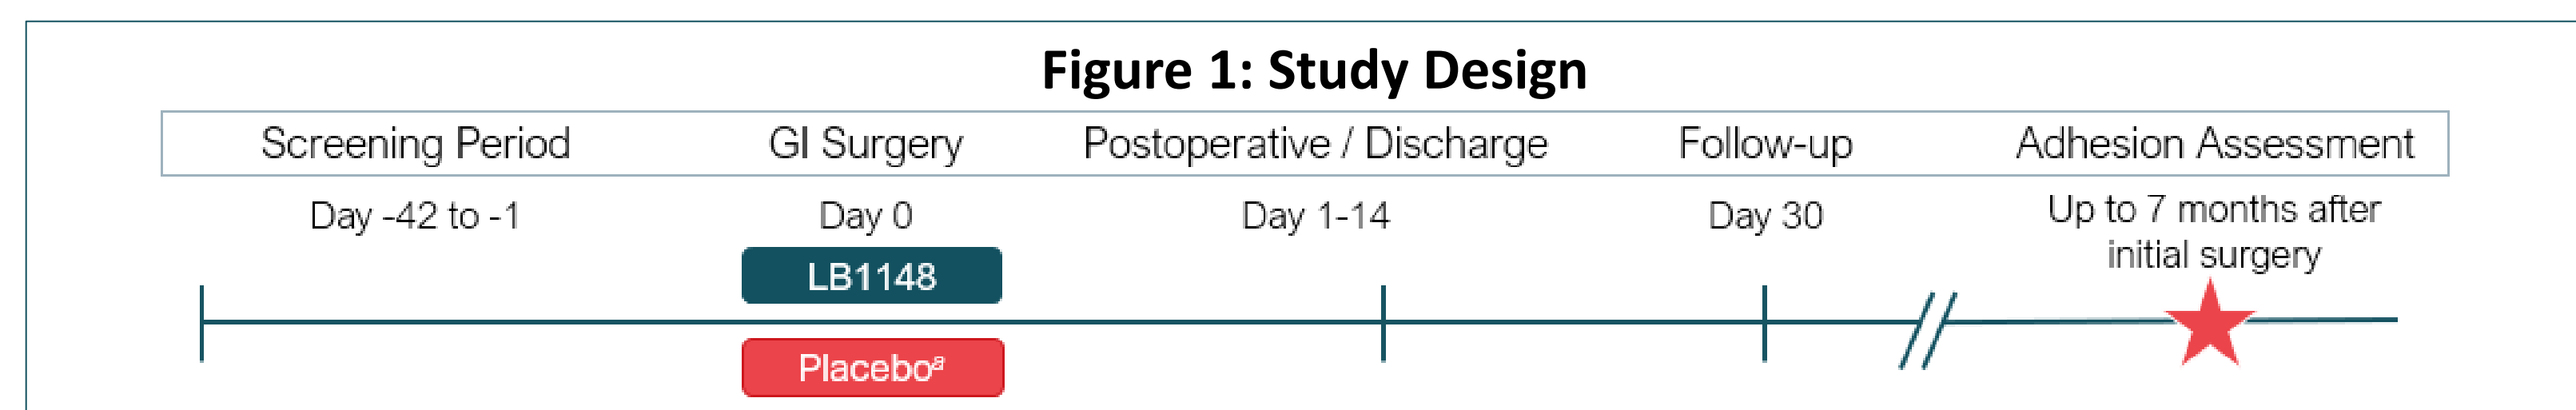 Figure 1: Study Design
Screening Period GI Surgery Postoperative / Discharge Follow-up Adhesion Assessment
Day -42 to -1 Day 0 Day 1-14 Day 30 Up to 7 months after
initial surgery
LB1148
Placeboᵃ